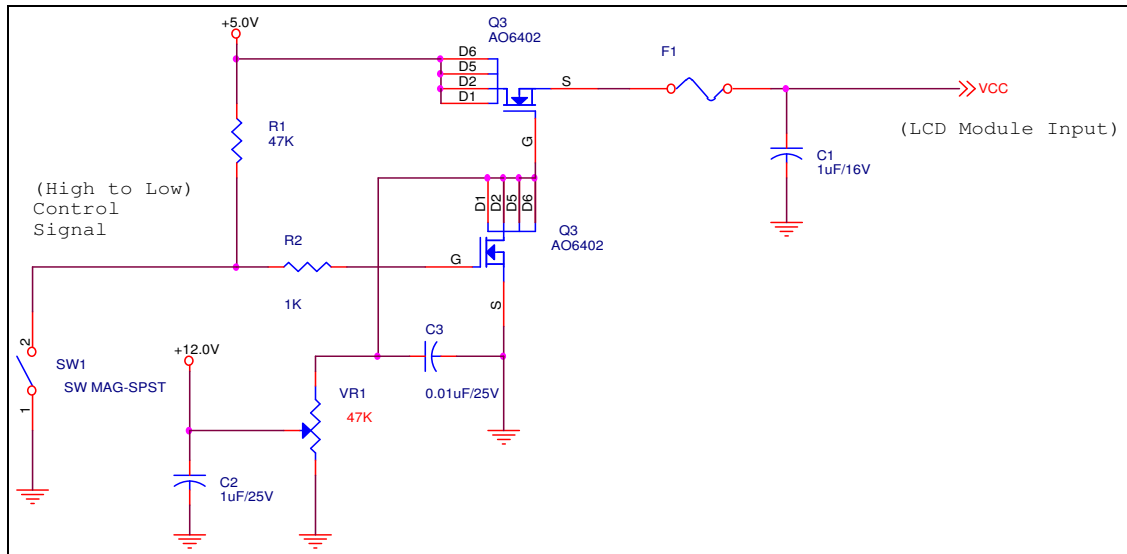 +5.0V
Q3
AO6402
D6
D5
D2
D1
S
G
F1
VCC
(LCD Module Input)
R1
47K
C1
1uF/16V
(High to Low)
Control
Signal
D1
D2
D5
D6
Q3
AO6402
R2
1K
G
S
2
SW1
SW MAG-SPST
1
+12.0V
C3
0.01uF/25V
VR1
47K
C2
1uF/25V